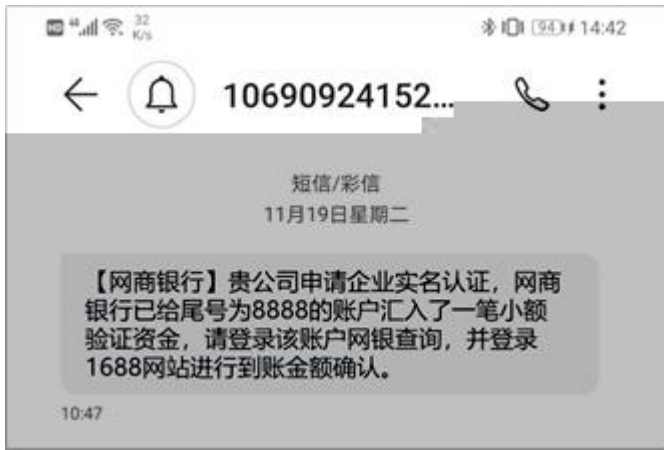 HD 4G 32 K/s 94 14:42
10690924152...
短信/彩信
11月19日星期二
【网商银行】贵公司申请企业实名认证，网商
银行已给尾号为8888的账户汇入了一笔小额
验证资金，请登录该账户网银查询，并登录
1688网站进行到账金额确认。
10:47